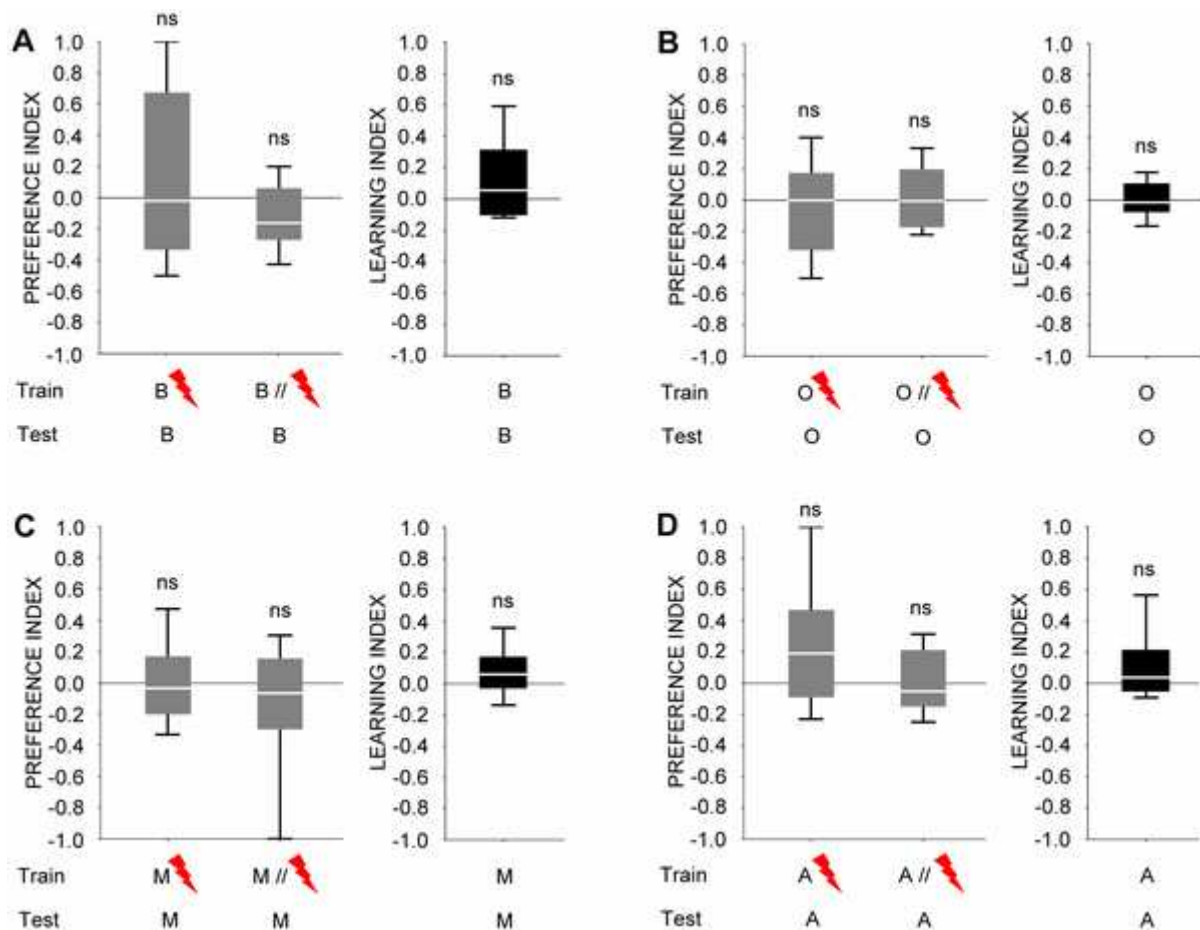 A
PREFERENCE INDEX
1.0
0.8
0.6
0.4
0.2
0.0
-0.2
-0.4
-0.6
-0.8
-1.0
ns
ns
LEARNING INDEX
1.0
0.8
0.6
0.4
0.2
0.0
-0.2
-0.4
-0.6
-0.8
-1.0
ns
Train B B // B
Test B B B
B
PREFERENCE INDEX
1.0
0.8
0.6
0.4
0.2
0.0
-0.2
-0.4
-0.6
-0.8
-1.0
ns
ns
LEARNING INDEX
1.0
0.8
0.6
0.4
0.2
0.0
-0.2
-0.4
-0.6
-0.8
-1.0
ns
Train O O // O
Test O O O
C
PREFERENCE INDEX
1.0
0.8
0.6
0.4
0.2
0.0
-0.2
-0.4
-0.6
-0.8
-1.0
ns
ns
LEARNING INDEX
1.0
0.8
0.6
0.4
0.2
0.0
-0.2
-0.4
-0.6
-0.8
-1.0
ns
Train M M // M
Test M M M
D
PREFERENCE INDEX
1.0
0.8
0.6
0.4
0.2
0.0
-0.2
-0.4
-0.6
-0.8
-1.0
ns
ns
LEARNING INDEX
1.0
0.8
0.6
0.4
0.2
0.0
-0.2
-0.4
-0.6
-0.8
-1.0
ns
Train A A // A
Test A A A